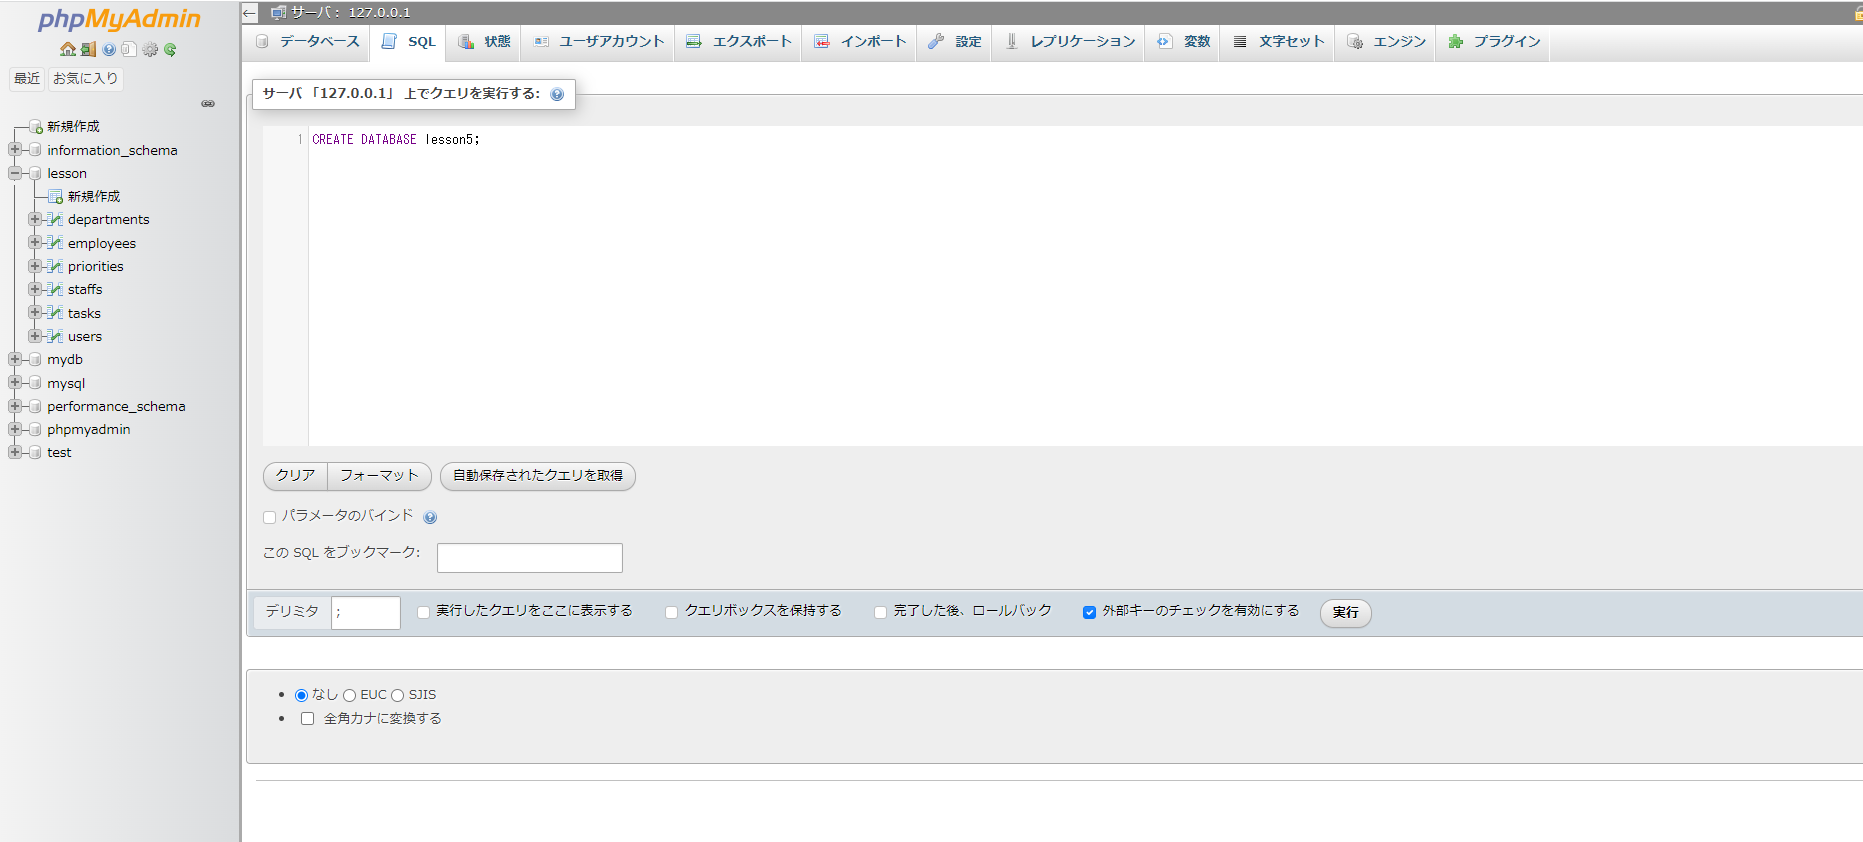 phpMyAdmin
最近 お気に入り
新規作成
information_schema
lesson
新規作成
departments
employees
priorities
staffs
tasks
users
mydb
mysql
performance_schema
phpmyadmin
test
サーバ： 127.0.0.1
データベース SQL 状態 ユーザアカウント エクスポート インポート 設定 レプリケーション 変数 文字セット エンジン プラグイン
サーバ 「127.0.0.1」 上でクエリを実行する:
1 CREATE DATABASE lesson5;
クリア フォーマット 自動保存されたクエリを取得
パラメータのバインド
この SQL をブックマーク:
デリミタ ; 実行したクエリをここに表示する クエリボックスを保持する 完了した後、ロールバック 外部キーのチェックを有効にする 実行
• なし EUC SJIS
• 全角カナに変換する